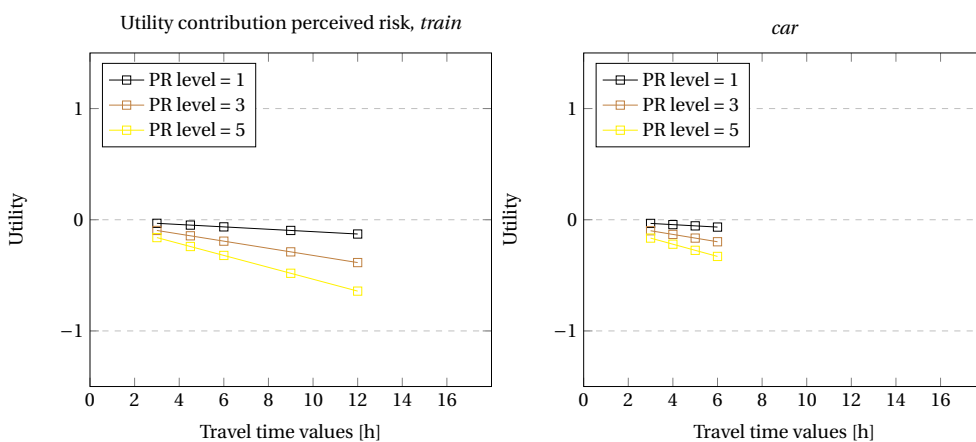 Utility contribution perceived risk, train
PR level = 1
PR level = 3
PR level = 5
1
0
−1
Utility
0 2 4 6 8 10 12 14 16
Travel time values [h]
car
PR level = 1
PR level = 3
PR level = 5
1
0
−1
Utility
0 2 4 6 8 10 12 14 16
Travel time values [h]